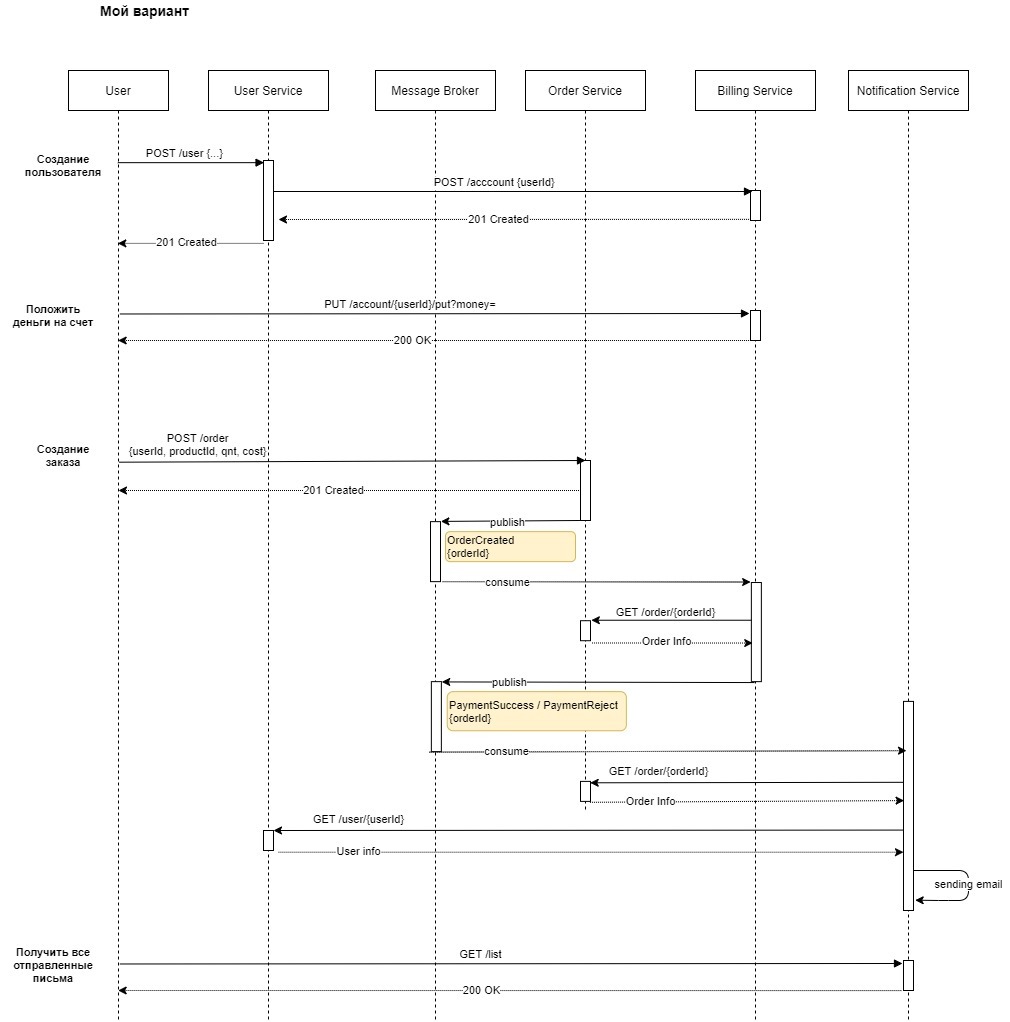 Мой вариант
User
User Service
Message Broker
Order Service
Billing Service
Notification Service
Создание
пользователя
POST /user {...}
POST /acccount {userId}
201 Created
201 Created
Положить
деньги на счет
PUT /account/{userId}/put?money=
200 OK
Создание
заказа
POST /order
{userId, productId, qnt, cost}
201 Created
publish
OrderCreated
{orderId}
consume
GET /order/{orderId}
Order Info
publish
PaymentSuccess / PaymentReject
{orderId}
consume
GET /order/{orderId}
Order Info
GET /user/{userId}
User info
sending email
Получить все
отправленные
письма
GET /list
200 OK